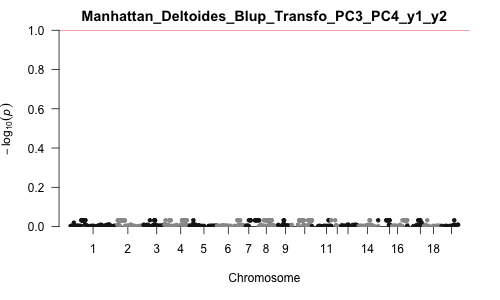 Manhattan_Deltoides_Blup_Transfo_PC3_PC4_y1_y2
1.0
0.8
0.6
0.4
0.2
0.0
− log10(p)
1 2 3 4 5 6 7 8 9 11 14 16 18
Chromosome